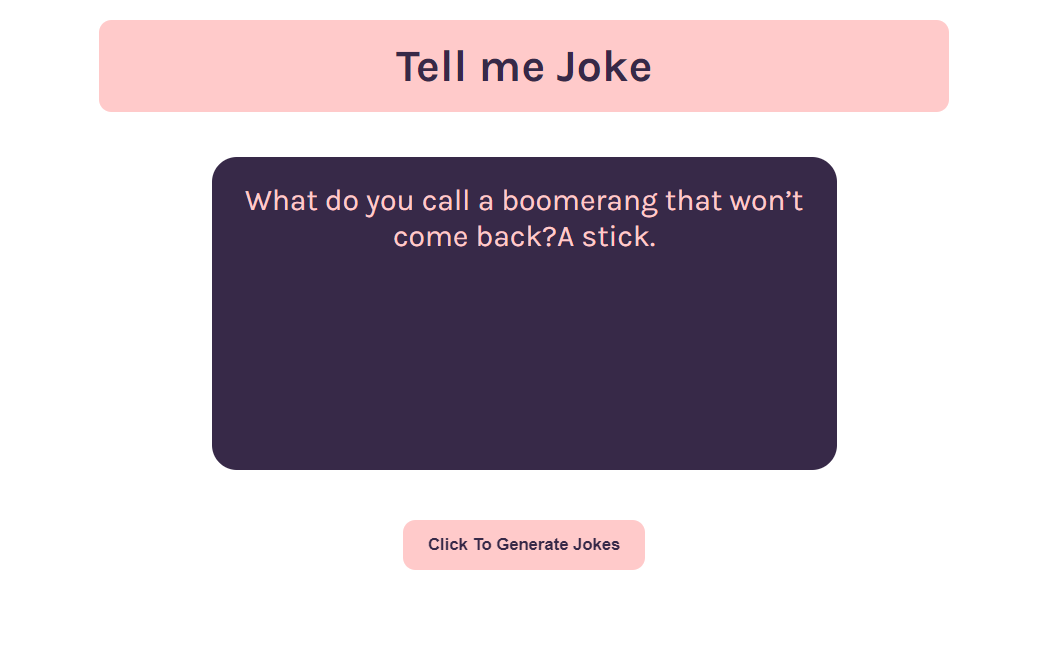 Tell me Joke
What do you call a boomerang that won’t
come back?A stick.
Click To Generate Jokes